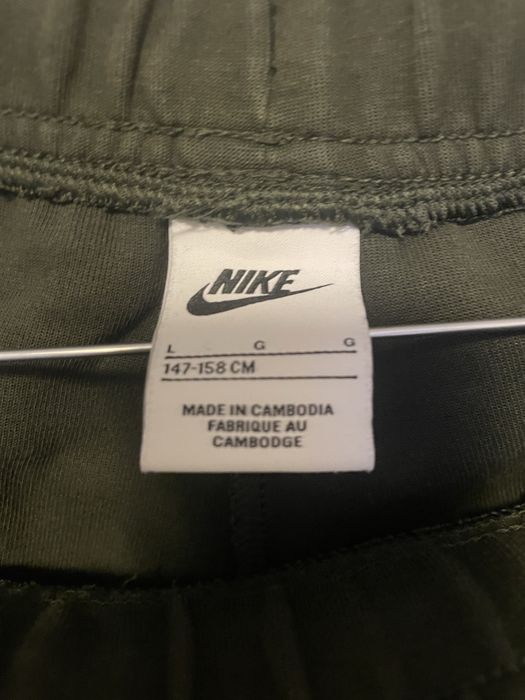 NIKE
L G G
147-158 CM
MADE IN CAMBODIA
FABRIQUE AU
CAMBODGE